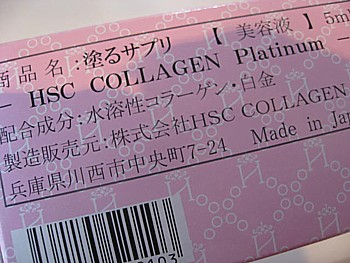 商品名:塗るサプリ 【美容液】 5ml
― HSC COLLAGEN Platinum ―
配合成分:水溶性コラーゲン・白金
製造販売元:株式会社HSC COLLAGEN
兵庫県川西市中央町7-24 Made in Jap
0103